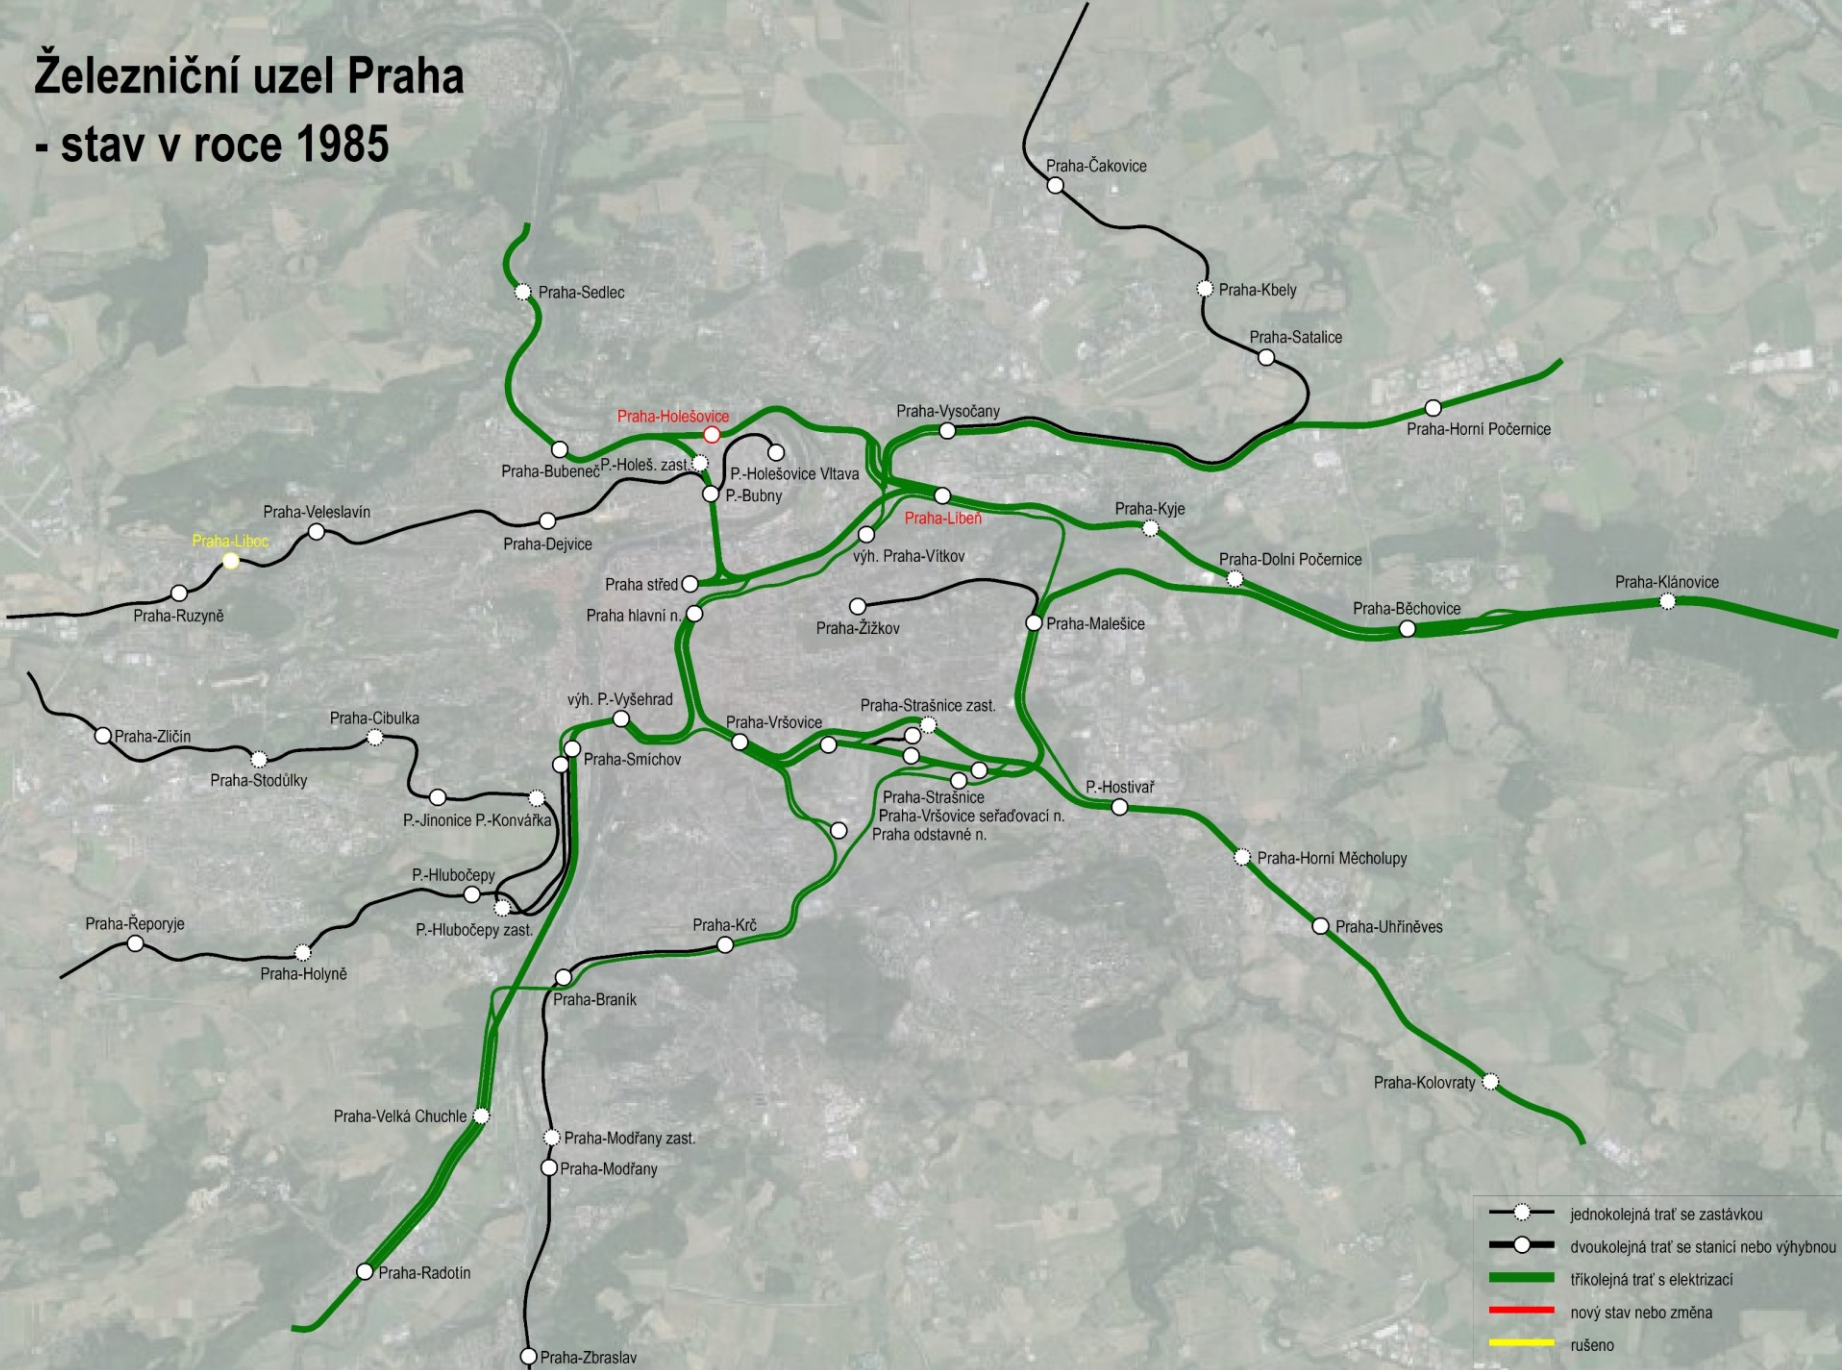 Železniční uzel Praha
- stav v roce 1985
Praha-Čakovice
Praha-Sedlec
Praha-Kbely
Praha-Satalice
Praha-Holešovice
Praha-Vysočany
Praha-Horní Počernice
Praha-Bubeneč
P.-Holeš. zast.
P.-Holešovice Vltava
P.-Bubny
Praha-Veleslavín
Praha-Libeň
Praha-Kyje
Praha-Liboc
Praha-Dejvice
výh. Praha-Vítkov
Praha-Dolní Počernice
Praha střed
Praha-Klánovice
Praha-Ruzyně
Praha hlavní n.
Praha-Žižkov
Praha-Malešice
Praha-Běchovice
výh. P.-Vyšehrad
Praha-Strašnice zast.
Praha-Cibulka
Praha-Vršovice
Praha-Zličín
Praha-Smíchov
Praha-Stodůlky
P.-Hostivař
Praha-Strašnice
P.-Jinonice P.-Konvářka
Praha-Vršovice seřaďovací n.
Praha odstavné n.
Praha-Horní Měcholupy
P.-Hlubočepy
Praha-Řeporyje
P.-Hlubočepy zast.
Praha-Krč
Praha-Uhříněves
Praha-Holyně
Praha-Braník
Praha-Kolovraty
Praha-Velká Chuchle
Praha-Modřany zast.
Praha-Modřany
Praha-Radotín
Praha-Zbraslav
jednokolejná trať se zastávkou
dvoukolejná trať se stanicí nebo výhybnou
tříkolejná trať s elektrizací
nový stav nebo změna
rušeno